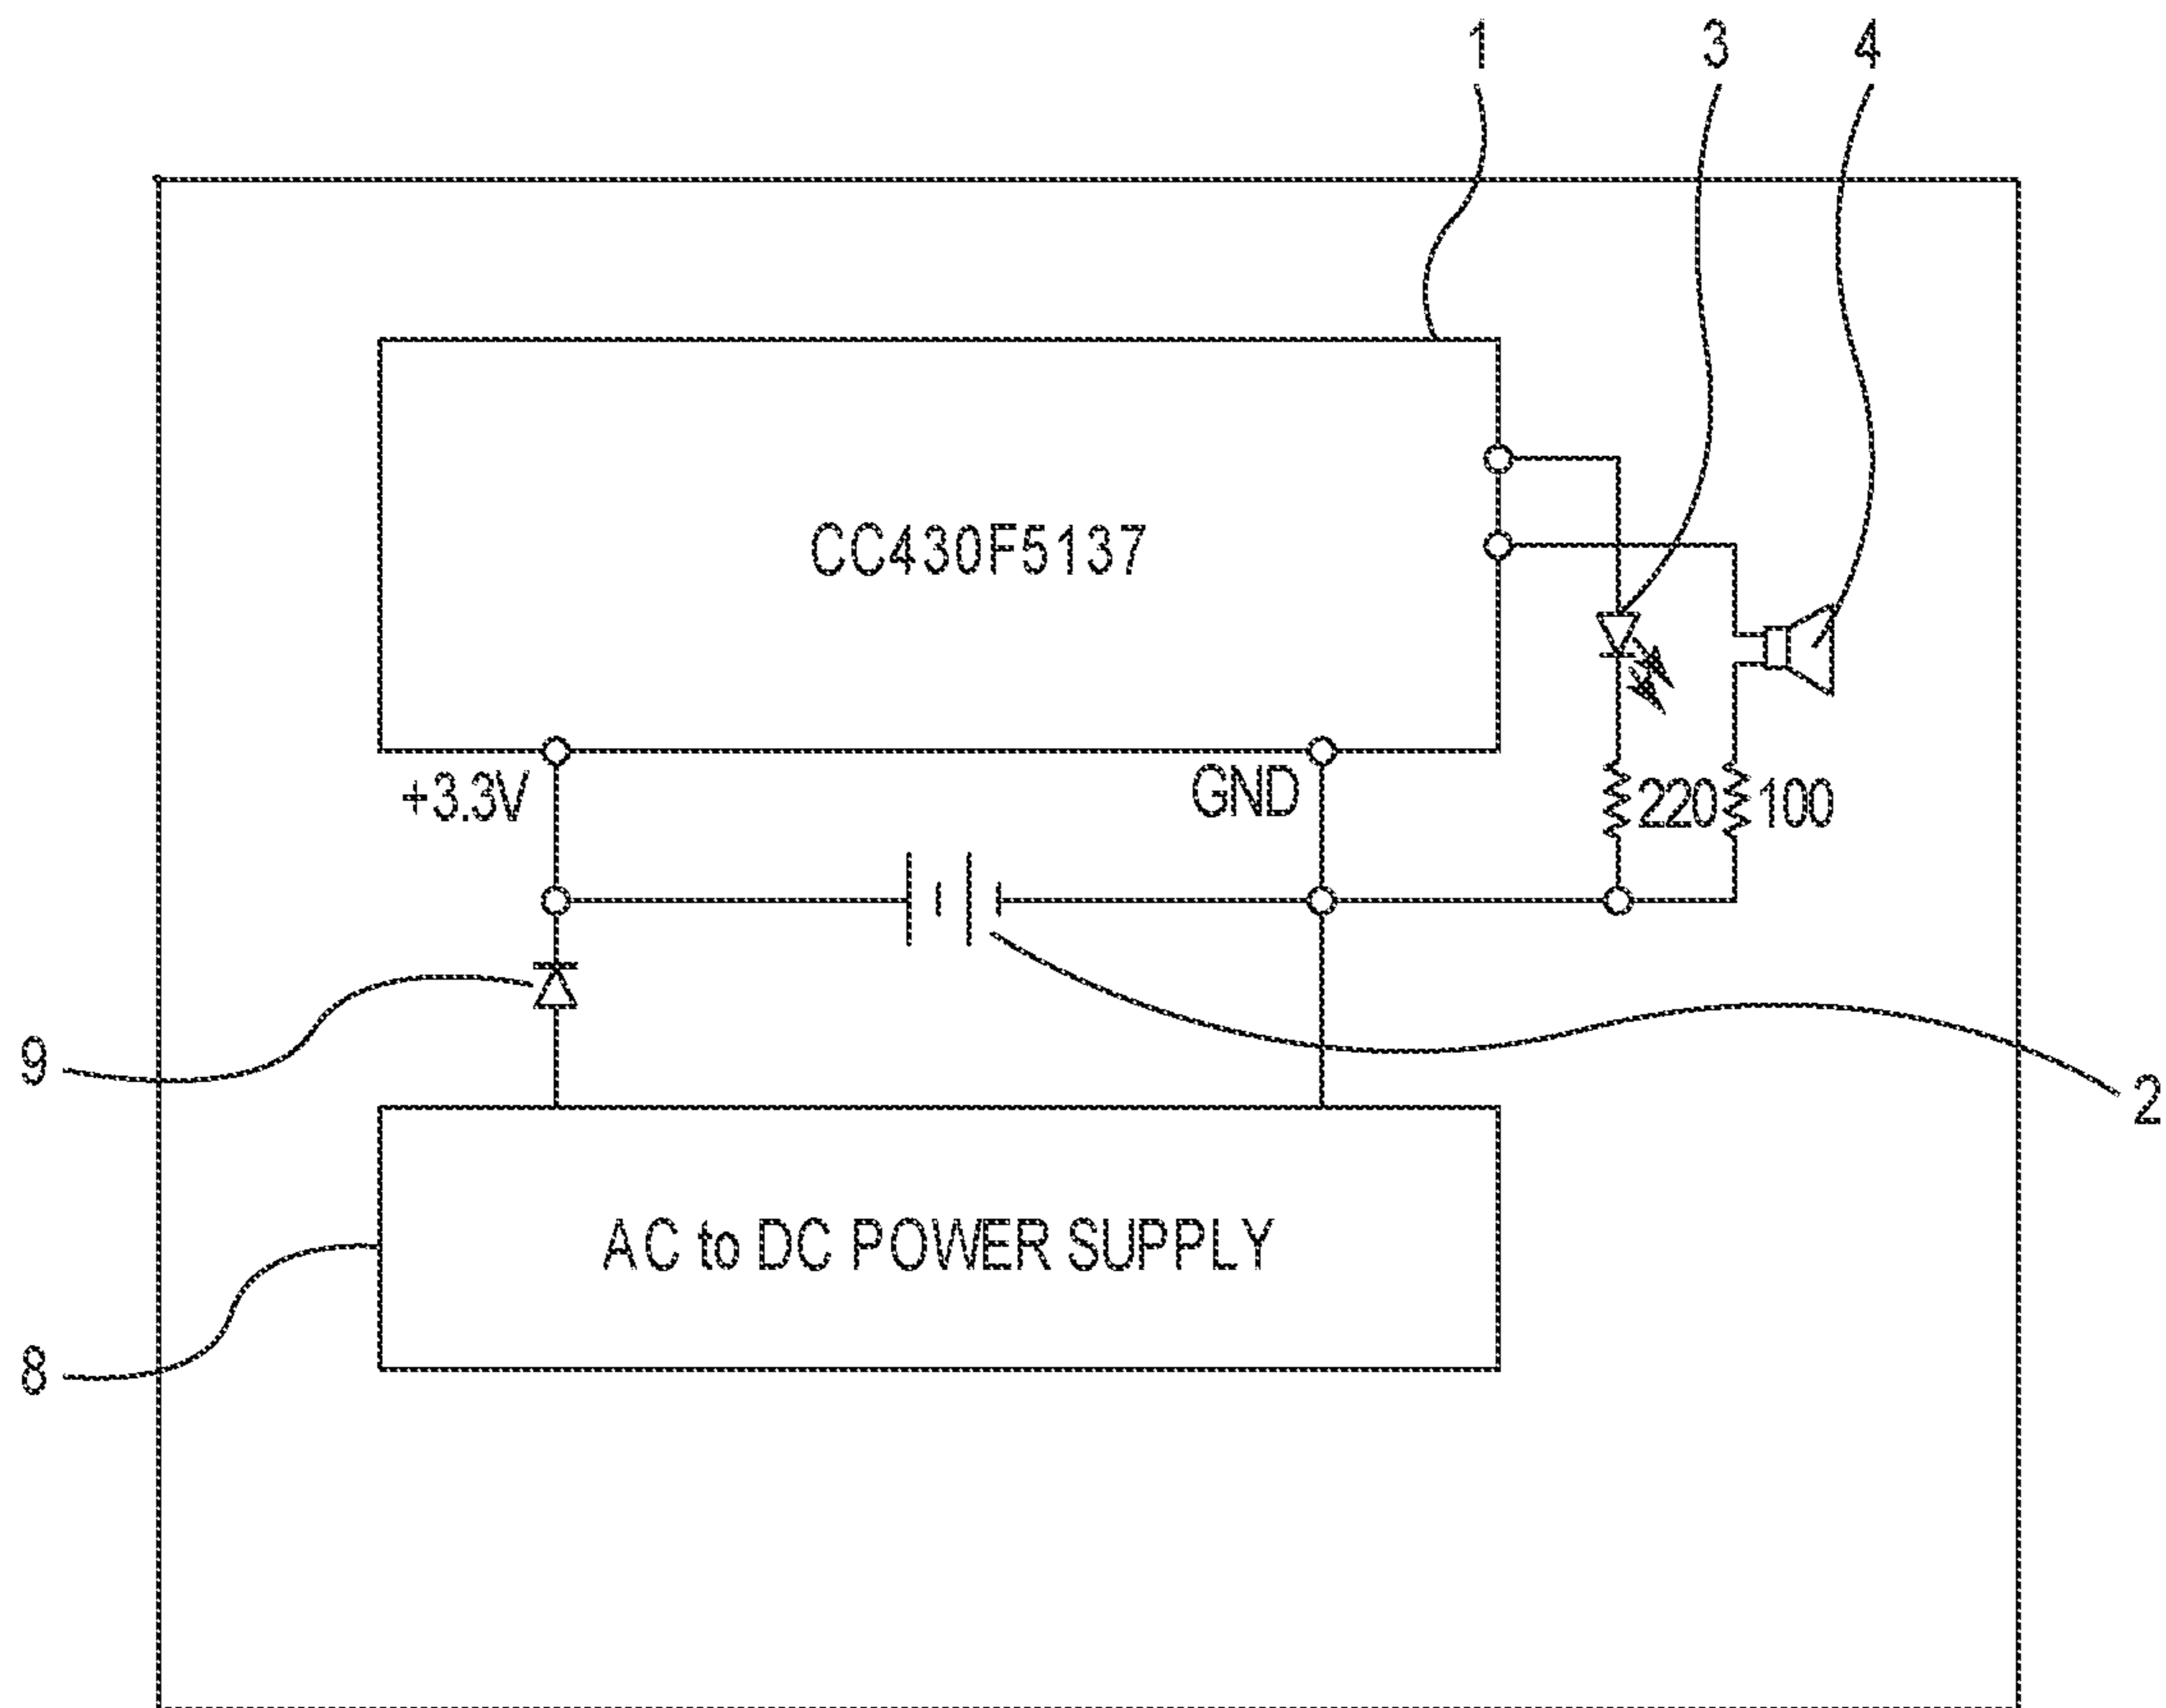 1 3 4
CC430F5137
+3.3V GND 220 100
9
2
AC to DC POWER SUPPLY
8